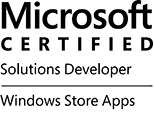 Microsoft
CERTIFIED
Solutions Developer
Windows Store Apps